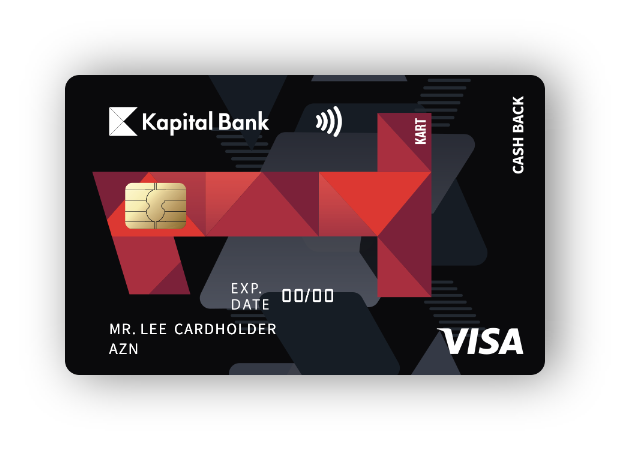 Kapital Bank
KART
CASH BACK
EXP.
DATE 00/00
MR. LEE CARDHOLDER
AZN
VISA